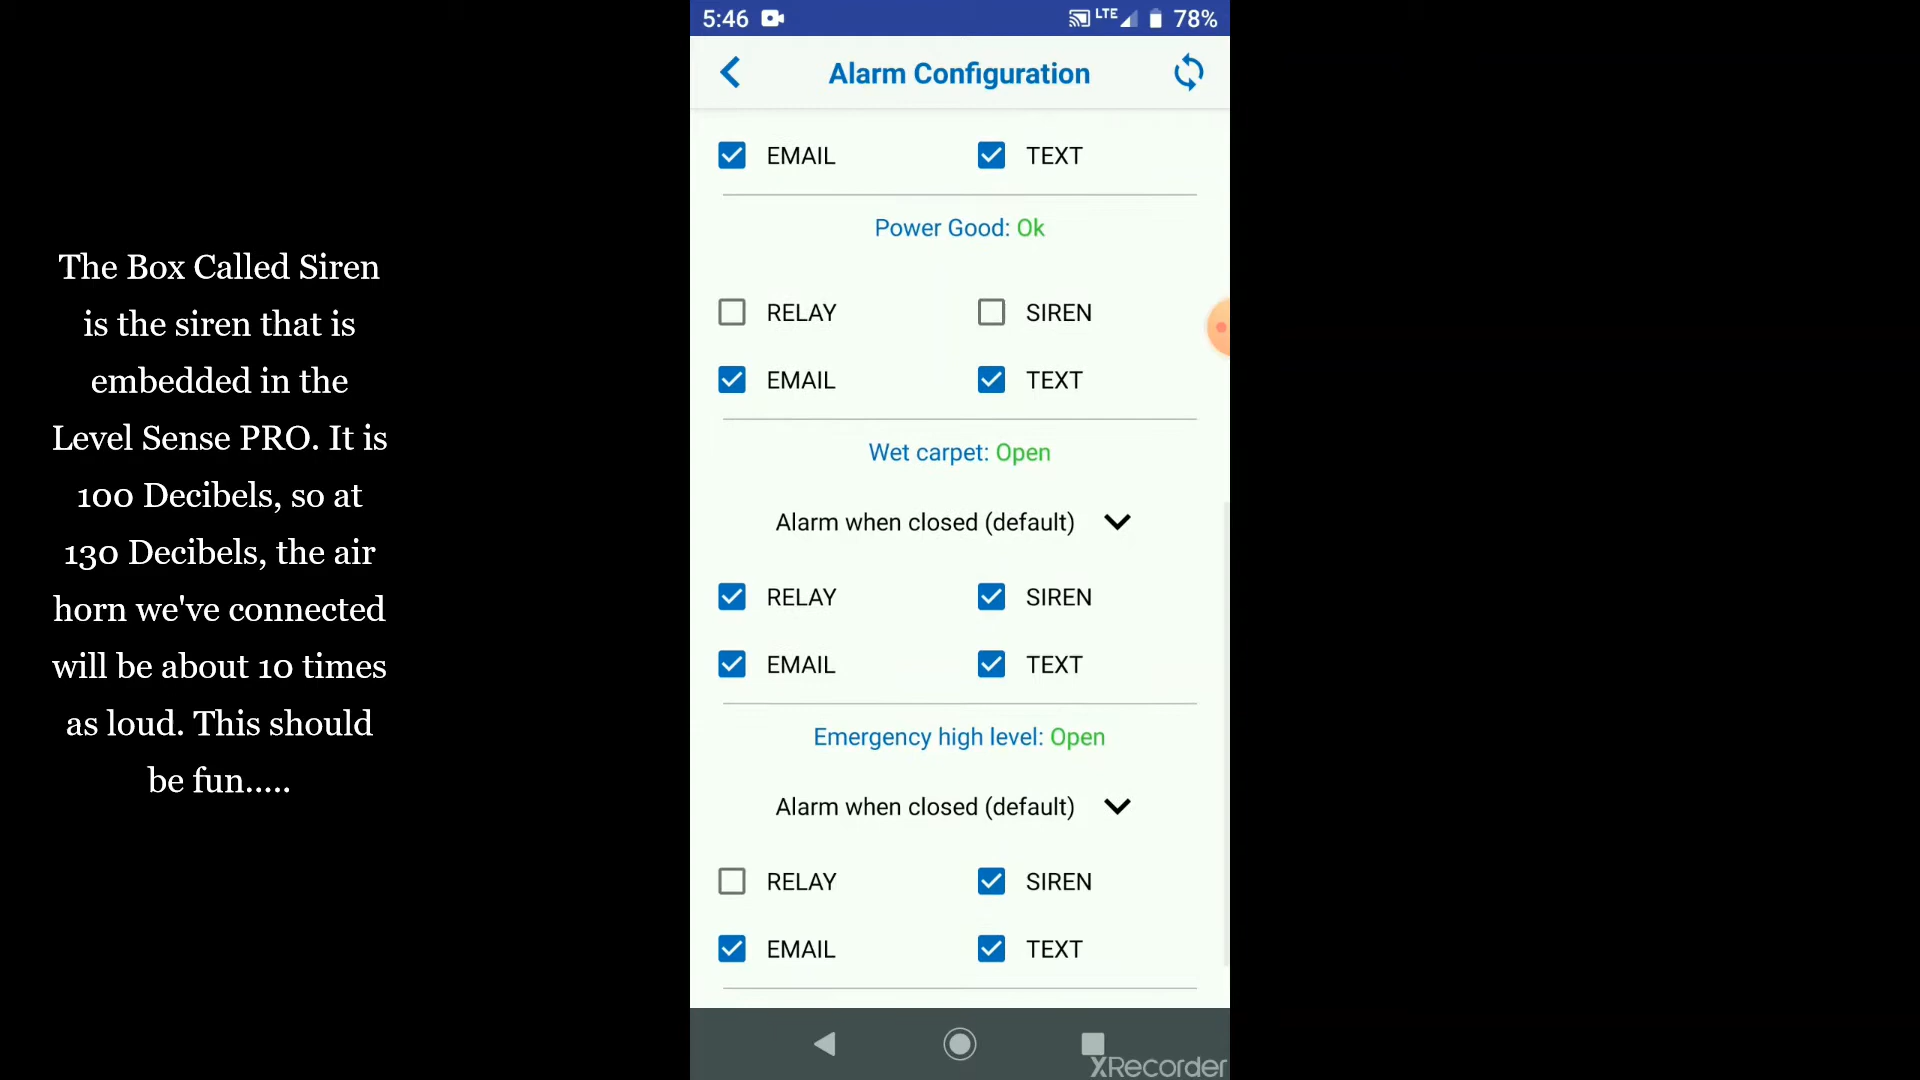 5:46
LTE
78%
Alarm Configuration
EMAIL
TEXT
Power Good: Ok
RELAY
SIREN
EMAIL
TEXT
Wet carpet: Open
Alarm when closed (default)
RELAY
SIREN
EMAIL
TEXT
Emergency high level: Open
Alarm when closed (default)
RELAY
SIREN
EMAIL
TEXT
XRecorder
The Box Called Siren
is the siren that is
embedded in the
Level Sense PRO. It is
100 Decibels, so at
130 Decibels, the air
horn we've connected
will be about 10 times
as loud. This should
be fun.....